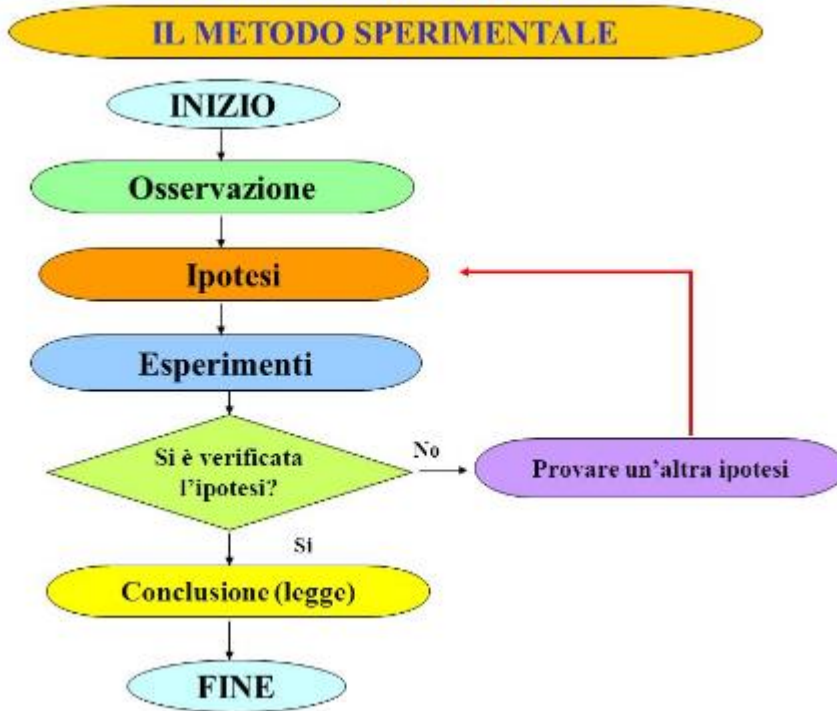 IL METODO SPERIMENTALE
INIZIO
Osservazione
Ipotesi
Esperimenti
Si è verificata
l'ipotesi?
No
Provare un'altra ipotesi
Si
Conclusione (legge)
FINE